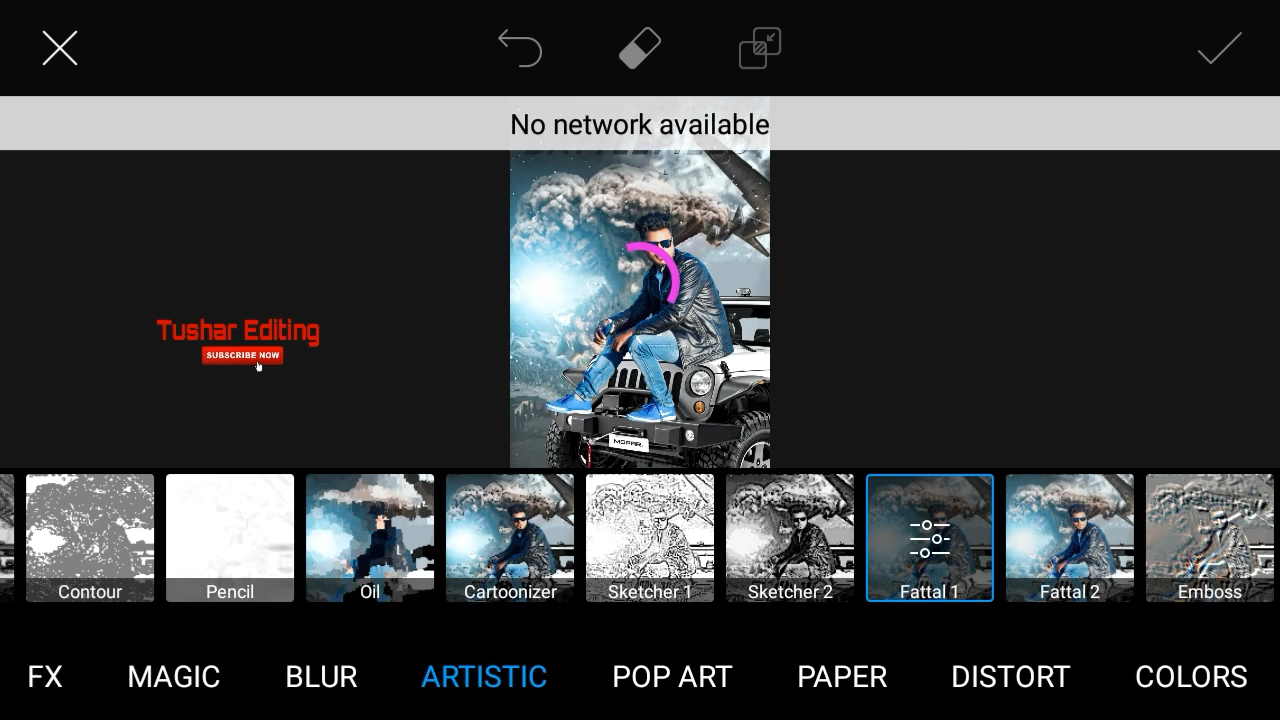 No network available
Tushar Editing
SUBSCRIBE NOW
MOPAR
Contour
Pencil
Oil
Cartoonizer
Sketcher 1
Sketcher 2
Fattal 1
Fattal 2
Emboss
FX
MAGIC
BLUR
ARTISTIC
POP ART
PAPER
DISTORT
COLORS